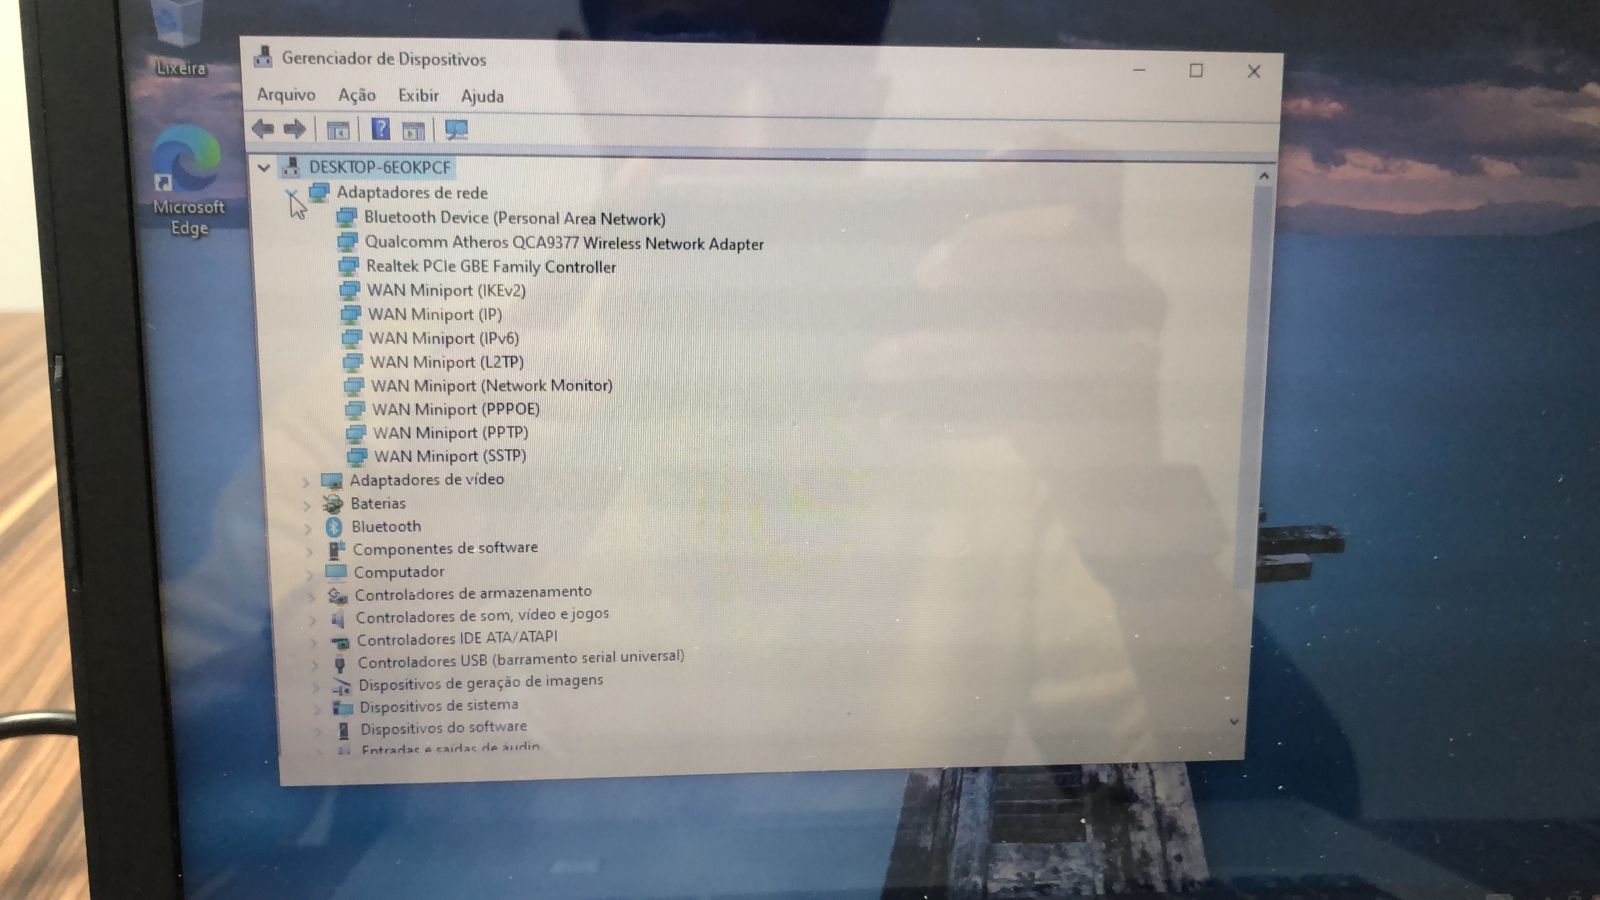 Lixeira
Microsoft
Edge
Gerenciador de Dispositivos
Arquivo Ação Exibir Ajuda
DESKTOP-6EOKPCF
Adaptadores de rede
Bluetooth Device (Personal Area Network)
Qualcomm Atheros QCA9377 Wireless Network Adapter
Realtek PCIe GBE Family Controller
WAN Miniport (IKEv2)
WAN Miniport (IP)
WAN Miniport (IPv6)
WAN Miniport (L2TP)
WAN Miniport (Network Monitor)
WAN Miniport (PPPOE)
WAN Miniport (PPTP)
WAN Miniport (SSTP)
Adaptadores de vídeo
Baterias
Bluetooth
Componentes de software
Computador
Controladores de armazenamento
Controladores de som, vídeo e jogos
Controladores IDE ATA/ATAPI
Controladores USB (barramento serial universal)
Dispositivos de geração de imagens
Dispositivos de sistema
Dispositivos do software
Entradas e saídas de áudio